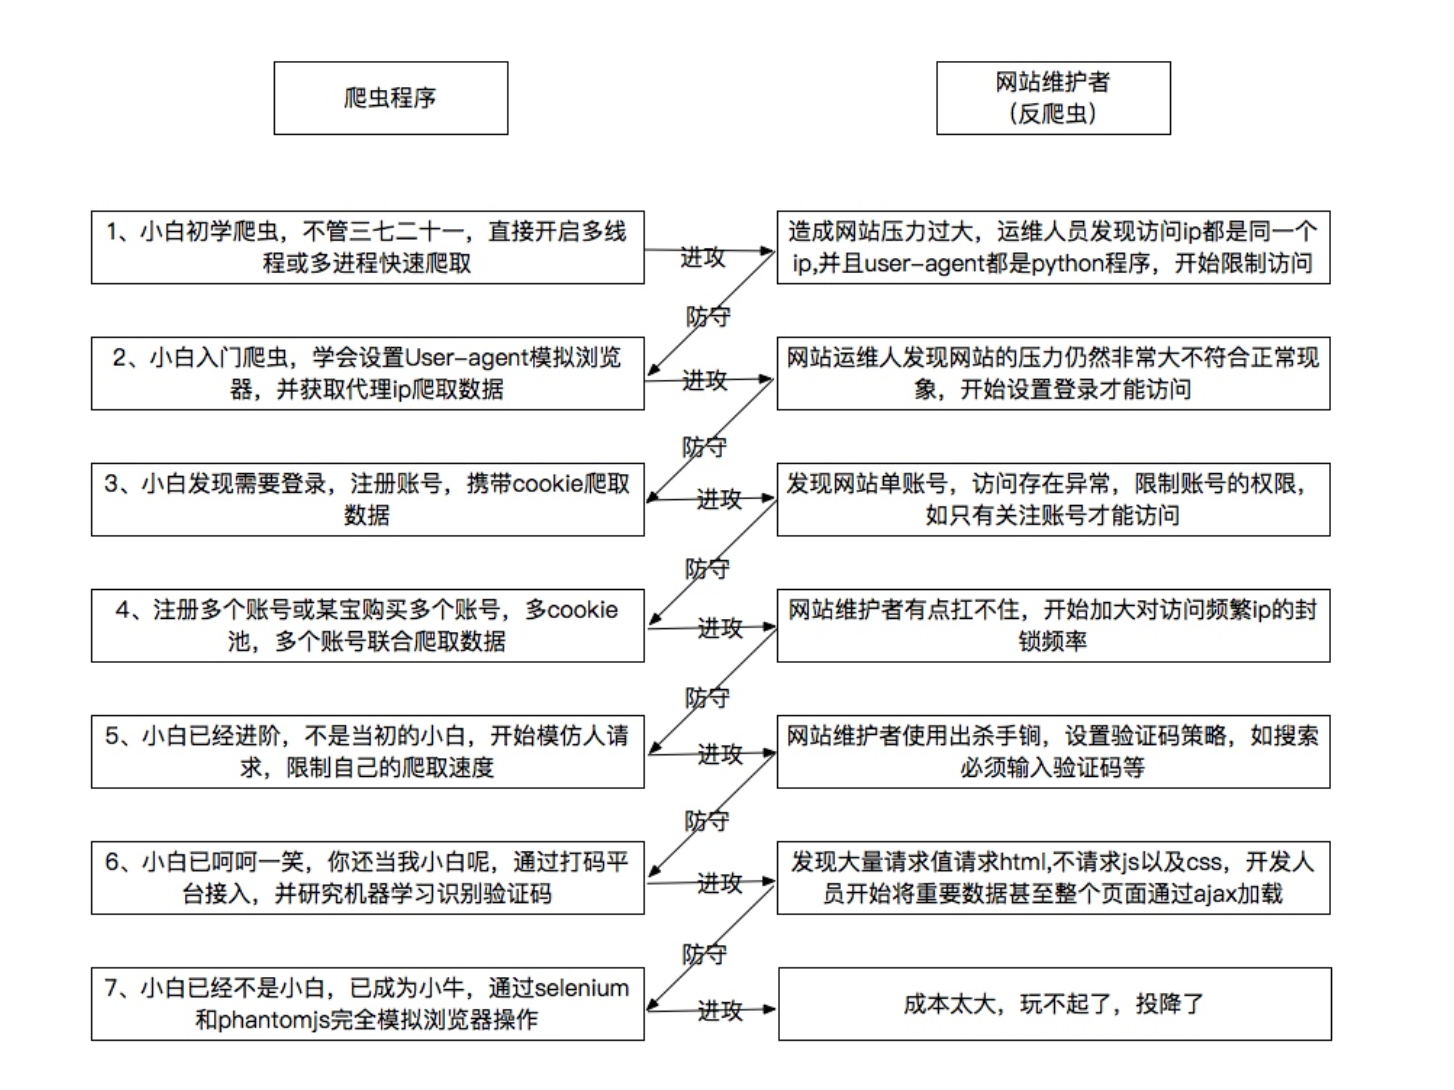 爬虫程序
网站维护者
（反爬虫）
1、小白初学爬虫，不管三七二十一，直接开启多线
程或多进程快速爬取
进攻
造成网站压力过大，运维人员发现访问ip都是同一个
ip,并且user-agent都是python程序，开始限制访问
防守
2、小白入门爬虫，学会设置User-agent模拟浏览
器，并获取代理ip爬取数据
进攻
网站运维人发现网站的压力仍然非常大不符合正常现
象，开始设置登录才能访问
防守
3、小白发现需要登录，注册账号，携带cookie爬取
数据
进攻
发现网站单账号，访问存在异常，限制账号的权限，
如只有关注账号才能访问
防守
4、注册多个账号或某宝购买多个账号，多cookie
池，多个账号联合爬取数据
进攻
网站维护者有点扛不住，开始加大对访问频繁ip的封
锁频率
防守
5、小白已经进阶，不是当初的小白，开始模仿人请
求，限制自己的爬取速度
进攻
网站维护者使用出杀手锏，设置验证码策略，如搜索
必须输入验证码等
防守
6、小白已呵呵一笑，你还当我小白呢，通过打码平
台接入，并研究机器学习识别验证码
进攻
发现大量请求值请求html,不请求js以及css，开发人
员开始将重要数据甚至整个页面通过ajax加载
防守
7、小白已经不是小白，已成为小牛，通过selenium
和phantomjs完全模拟浏览器操作
进攻
成本太大，玩不起了，投降了